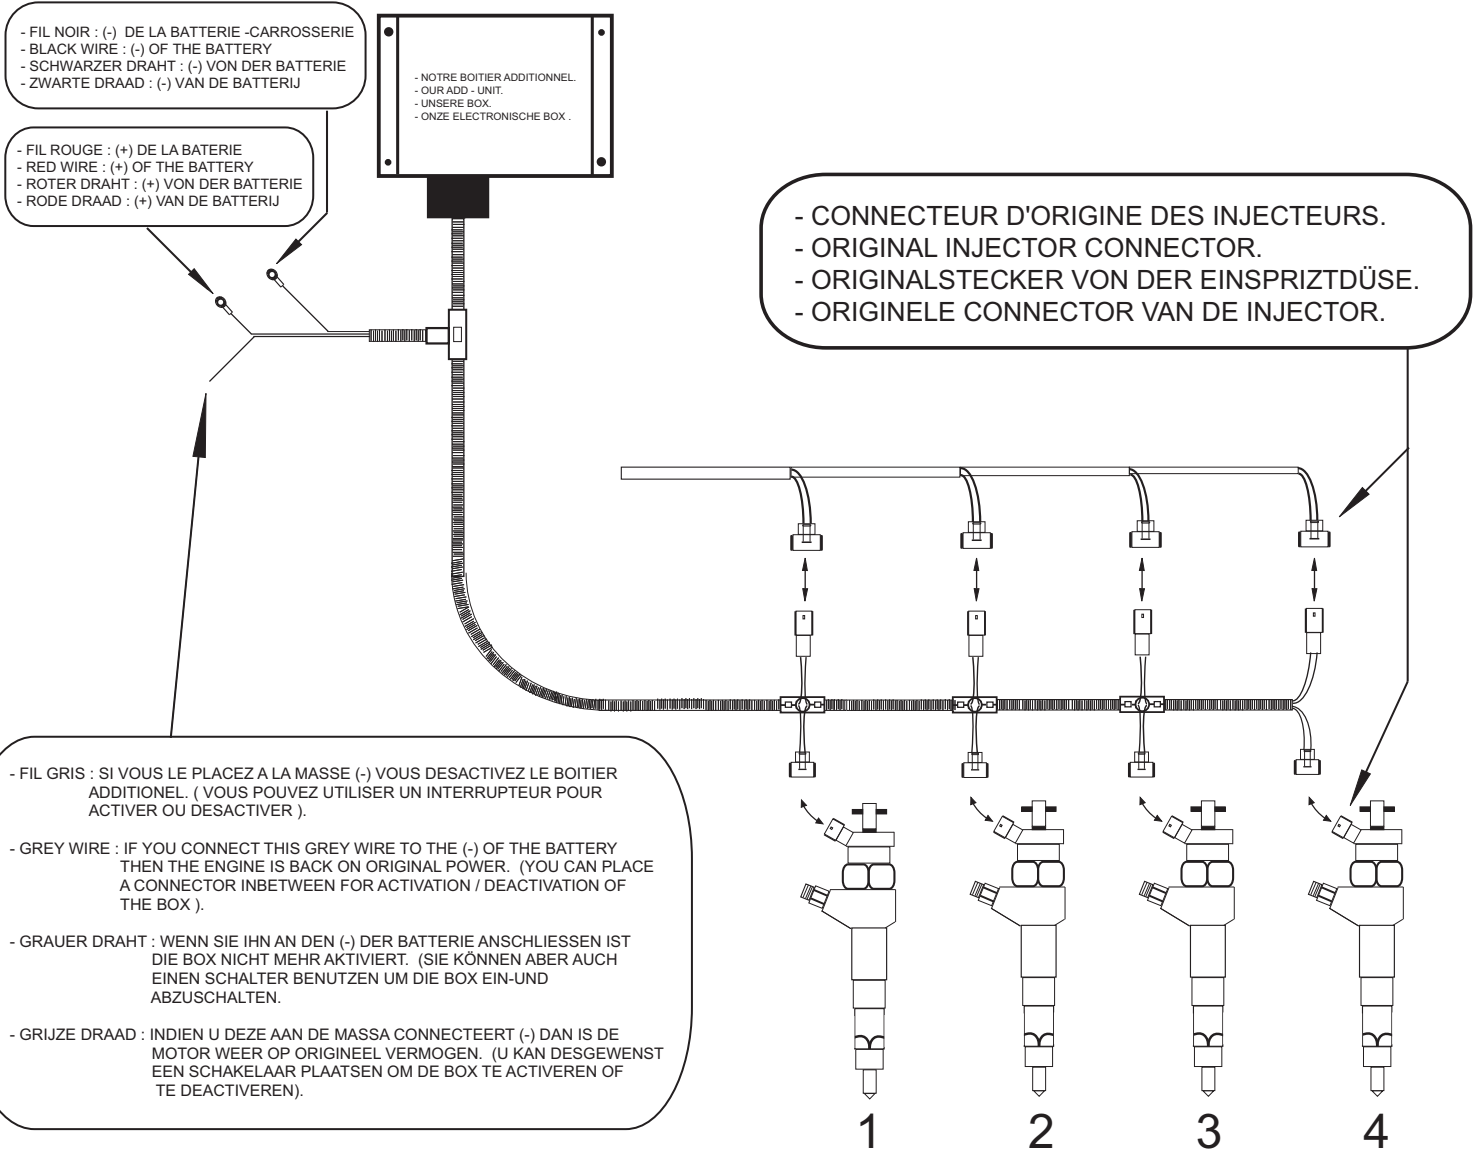 - FIL NOIR : (-) DE LA BATTERIE -CARROSSERIE
- BLACK WIRE : (-) OF THE BATTERY
- SCHWARZER DRAHT : (-) VON DER BATTERIE
- ZWARTE DRAAD : (-) VAN DE BATTERIJ
- FIL ROUGE : (+) DE LA BATERIE
- RED WIRE : (+) OF THE BATTERY
- ROTER DRAHT : (+) VON DER BATTERIE
- RODE DRAAD : (+) VAN DE BATTERIJ
- NOTRE BOITIER ADDITIONNEL.
- OUR ADD - UNIT.
- UNSERE BOX.
- ONZE ELECTRONISCHE BOX .
- CONNECTEUR D'ORIGINE DES INJECTEURS.
- ORIGINAL INJECTOR CONNECTOR.
- ORIGINALSTECKER VON DER EINSPRIZTDÜSE.
- ORIGINELE CONNECTOR VAN DE INJECTOR.
- FIL GRIS : SI VOUS LE PLACEZ A LA MASSE (-) VOUS DESACTIVEZ LE BOITIER
ADDITIONEL. ( VOUS POUVEZ UTILISER UN INTERRUPTEUR POUR
ACTIVER OU DESACTIVER ).
- GREY WIRE : IF YOU CONNECT THIS GREY WIRE TO THE (-) OF THE BATTERY
THEN THE ENGINE IS BACK ON ORIGINAL POWER. (YOU CAN PLACE
A CONNECTOR INBETWEEN FOR ACTIVATION / DEACTIVATION OF
THE BOX ).
- GRAUER DRAHT : WENN SIE IHN AN DEN (-) DER BATTERIE ANSCHLIESSEN IST
DIE BOX NICHT MEHR AKTIVIERT. (SIE KÖNNEN ABER AUCH
EINEN SCHALTER BENUTZEN UM DIE BOX EIN-UND
ABZUSCHALTEN.
- GRIJZE DRAAD : INDIEN U DEZE AAN DE MASSA CONNECTEERT (-) DAN IS DE
MOTOR WEER OP ORIGINEEL VERMOGEN. (U KAN DESGEWENST
EEN SCHAKELAAR PLAATSEN OM DE BOX TE ACTIVEREN OF
TE DEACTIVEREN).
1 2 3 4